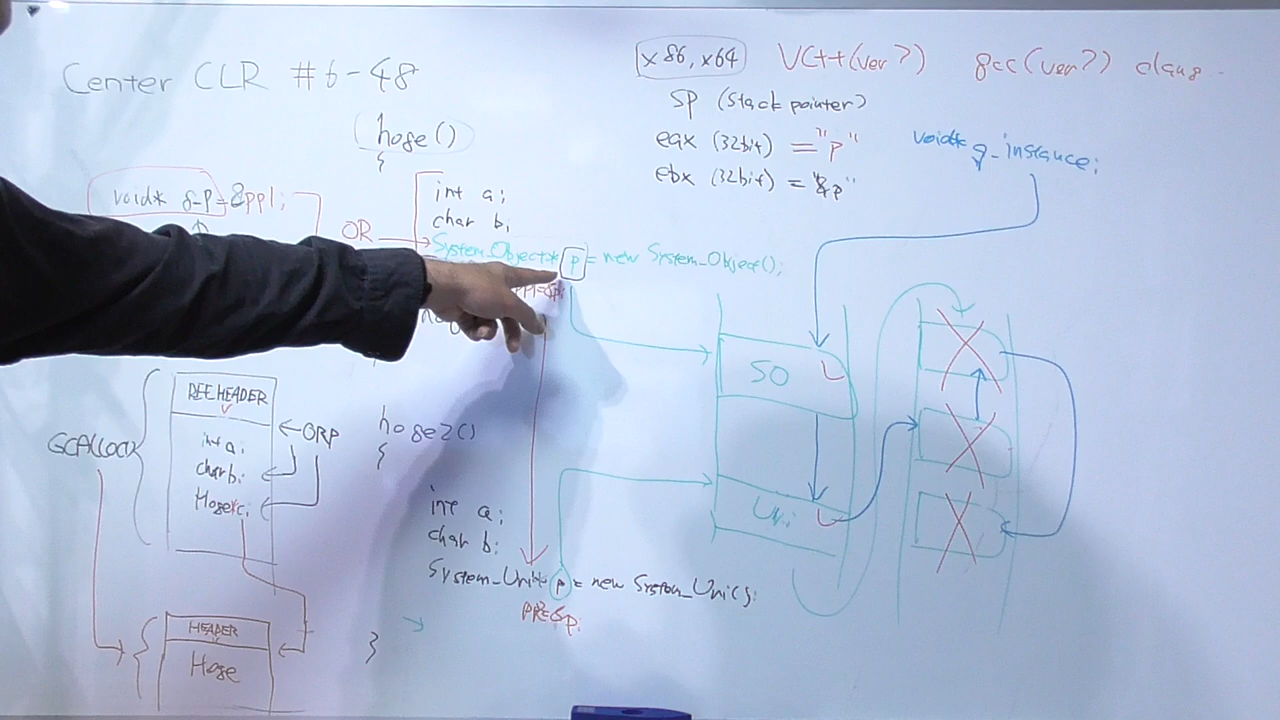 Center CLR #6-48
x86, x64 VC++(ver?) gcc(ver?) clang
SP (Stack pointer)
eax (32bit) = "p"
ebx (32bit) = "&p"
void* g_instance;
hoge()
{
int a;
char b;
void* g_p = &pp1;
OR
System_Object* p = new System_Object();
REF HEADER
int a;
char b;
Hoge*c;
GCALLOC
ORP
HEADER
Hoge
hoge2()
{
int a;
char b;
System_Uni* p = new System_Uni();
}
SO
Uni